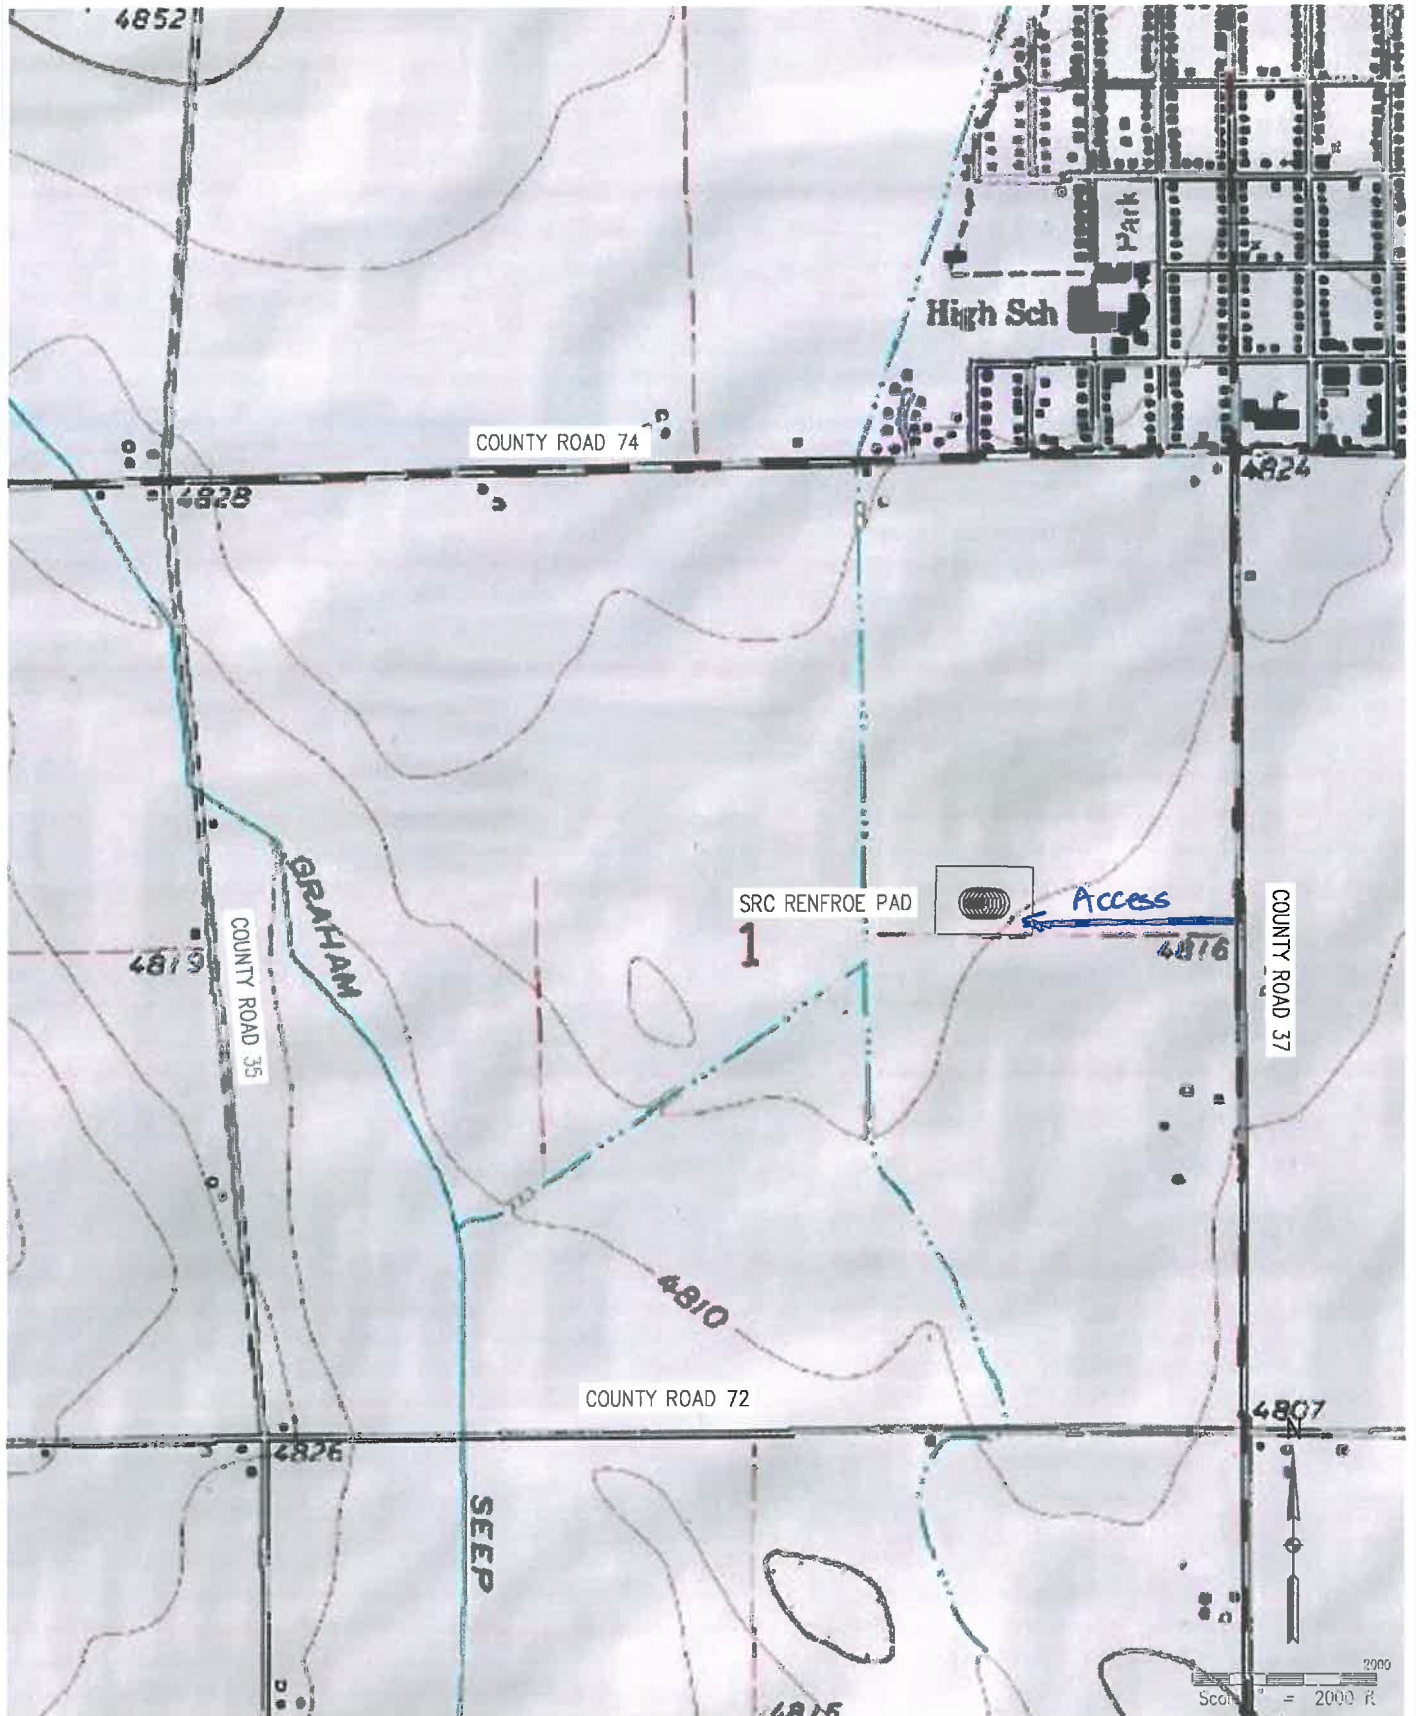 4852
Park
High Sch
COUNTY ROAD 74
4828
4824
GRAHAM
SRC RENFROE PAD
1
Access
4819
4816
COUNTY ROAD 35
COUNTY ROAD 37
4810
COUNTY ROAD 72
4807
N
4826
SEEP
2000
= 2000 ft
4815